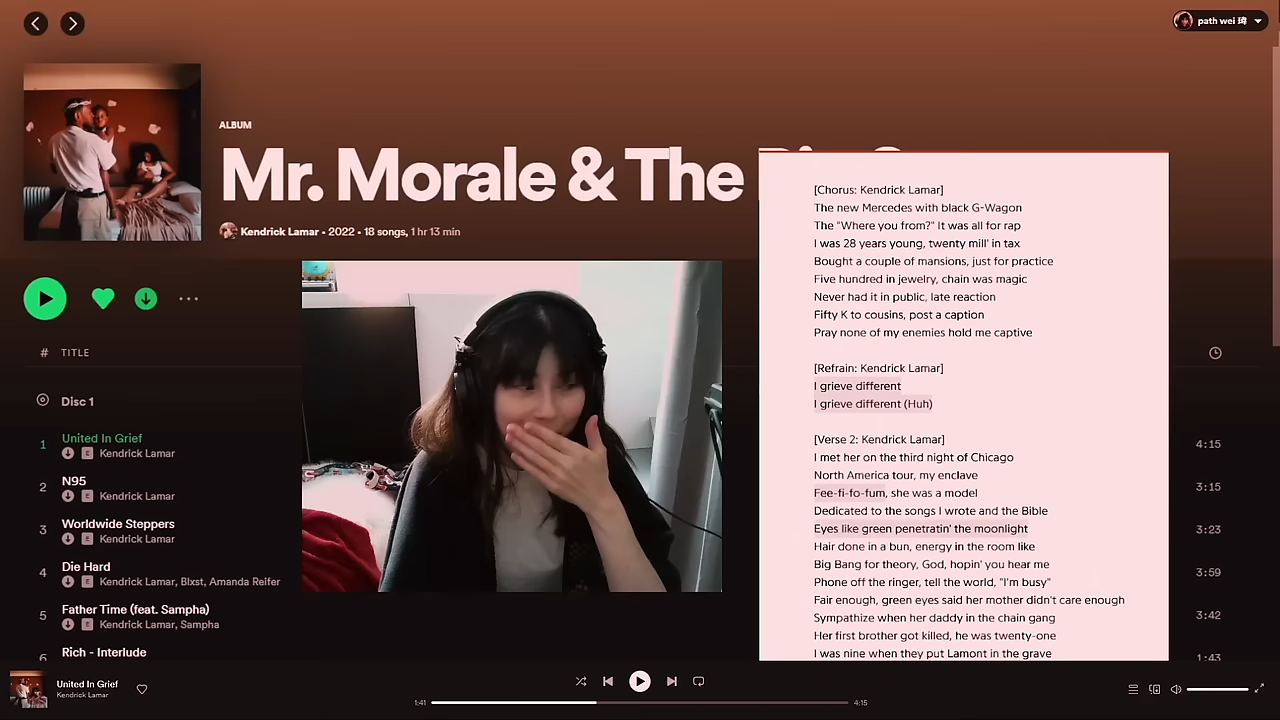 path wei 瑋
ALBUM
Mr. Morale & The
Kendrick Lamar • 2022 • 18 songs, 1 hr 13 min
# TITLE
Disc 1
1 United In Grief 4:15
E Kendrick Lamar
2 N95 3:15
E Kendrick Lamar
3 Worldwide Steppers 3:23
E Kendrick Lamar
4 Die Hard 3:59
E Kendrick Lamar, Blxst, Amanda Reifer
5 Father Time (feat. Sampha) 3:42
E Kendrick Lamar, Sampha
6 Rich - Interlude 1:43
[Chorus: Kendrick Lamar]
The new Mercedes with black G-Wagon
The "Where you from?" It was all for rap
I was 28 years young, twenty mill' in tax
Bought a couple of mansions, just for practice
Five hundred in jewelry, chain was magic
Never had it in public, late reaction
Fifty K to cousins, post a caption
Pray none of my enemies hold me captive
[Refrain: Kendrick Lamar]
I grieve different
I grieve different (Huh)
[Verse 2: Kendrick Lamar]
I met her on the third night of Chicago
North America tour, my enclave
Fee-fi-fo-fum, she was a model
Dedicated to the songs I wrote and the Bible
Eyes like green penetratin' the moonlight
Hair done in a bun, energy in the room like
Big Bang for theory, God, hopin' you hear me
Phone off the ringer, tell the world, "I'm busy"
Fair enough, green eyes said her mother didn't care enough
Sympathize when her daddy in the chain gang
Her first brother got killed, he was twenty-one
I was nine when they put Lamont in the grave
United In Grief
Kendrick Lamar
1:41
4:15